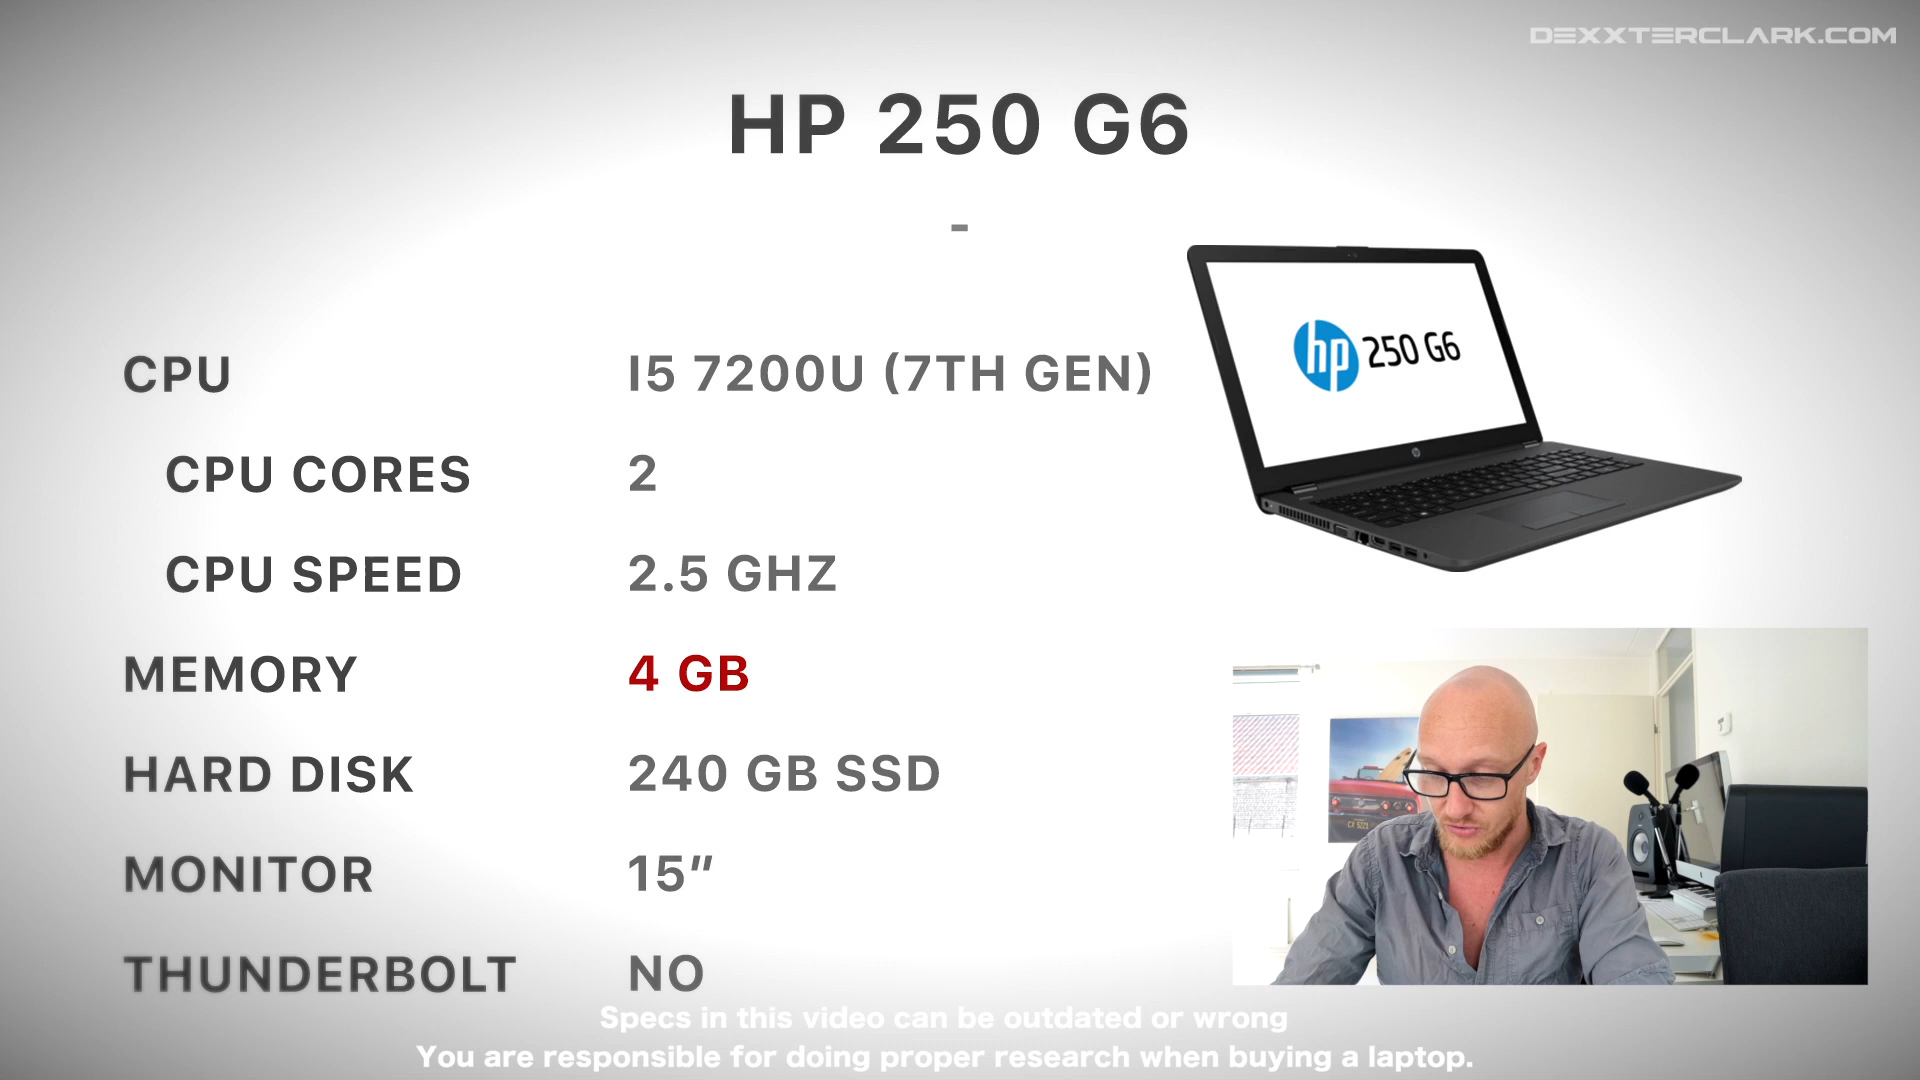 DEXXTERCLARK.COM
HP 250 G6
-
CPU I5 7200U (7TH GEN)
CPU CORES 2
CPU SPEED 2.5 GHZ
MEMORY 4 GB
HARD DISK 240 GB SSD
MONITOR 15"
THUNDERBOLT NO
hp 250 G6
hp
Specs in this video can be outdated or wrong
You are responsible for doing proper research when buying a laptop.